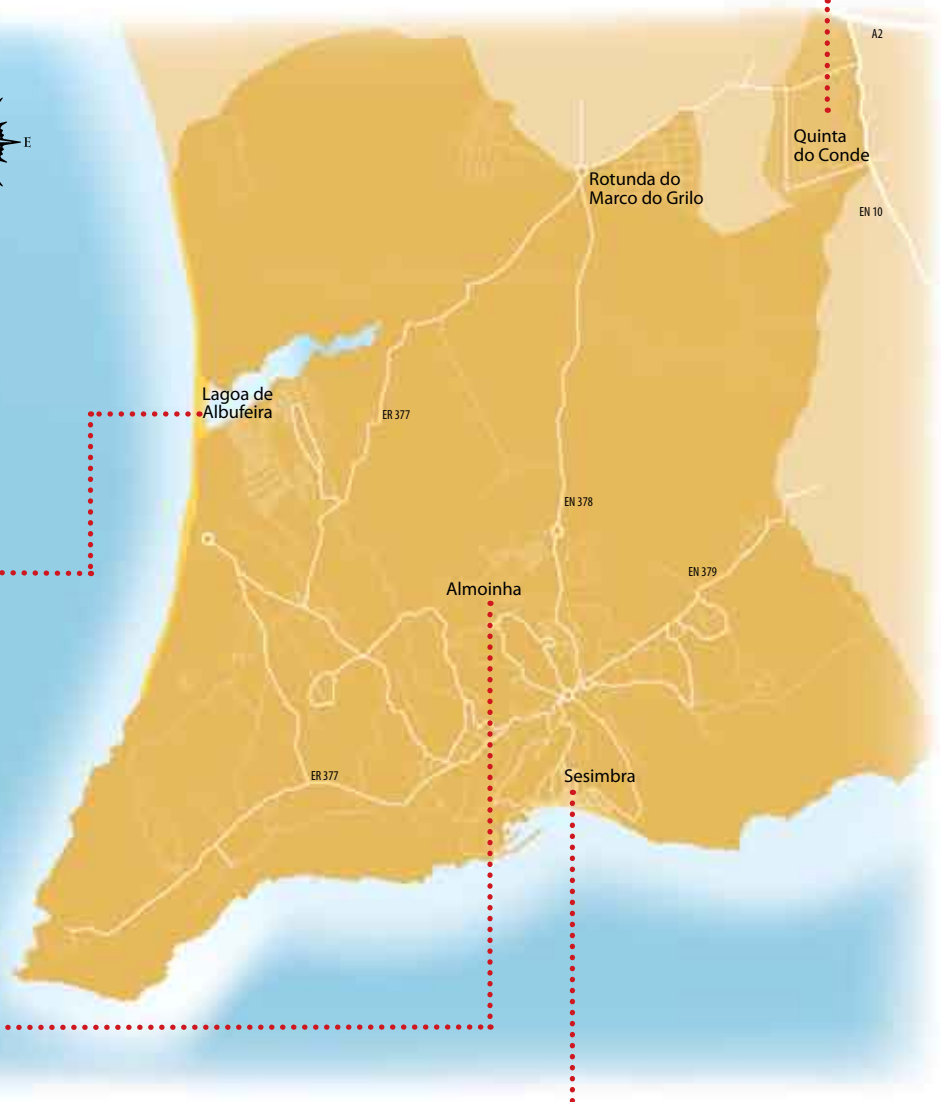 A2
E
Quinta
do Conde
Rotunda do
Marco do Grilo
EN 10
Lagoa de
Albufeira
ER 377
EN 378
EN 379
Almoinha
ER 377
Sesimbra